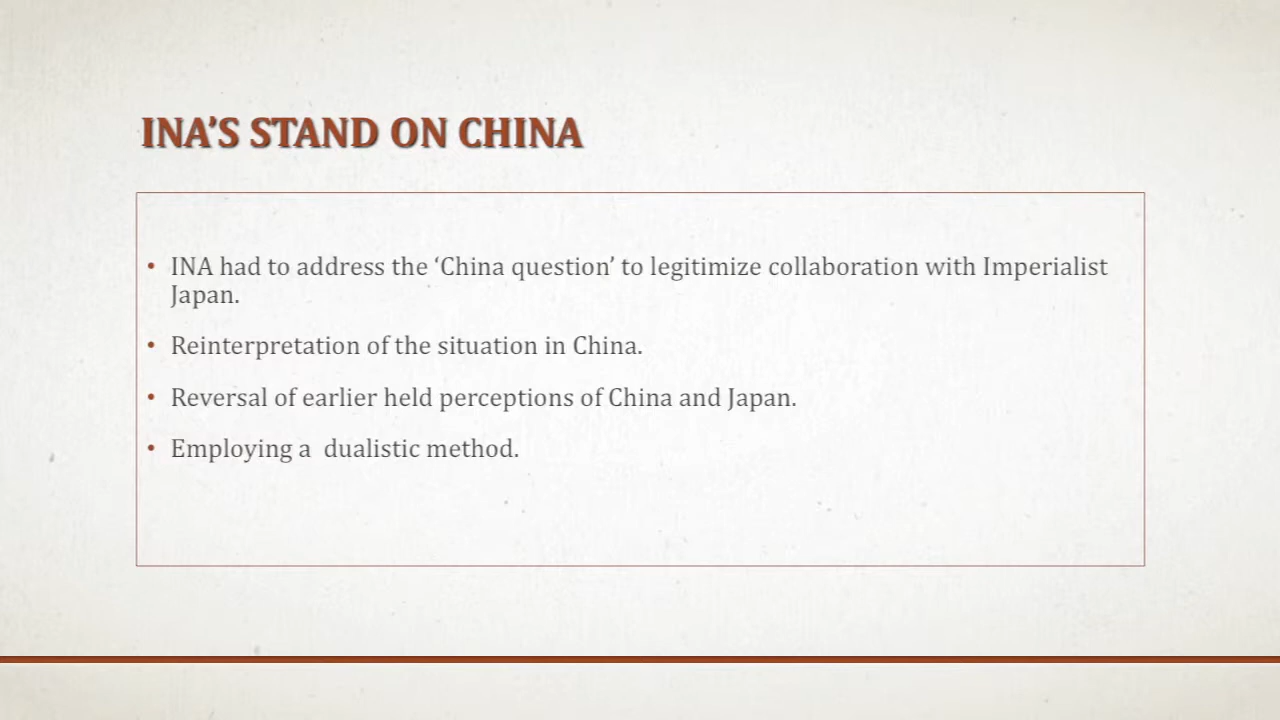 INA’S STAND ON CHINA
• INA had to address the ‘China question’ to legitimize collaboration with Imperialist
Japan.
• Reinterpretation of the situation in China.
• Reversal of earlier held perceptions of China and Japan.
• Employing a  dualistic method.